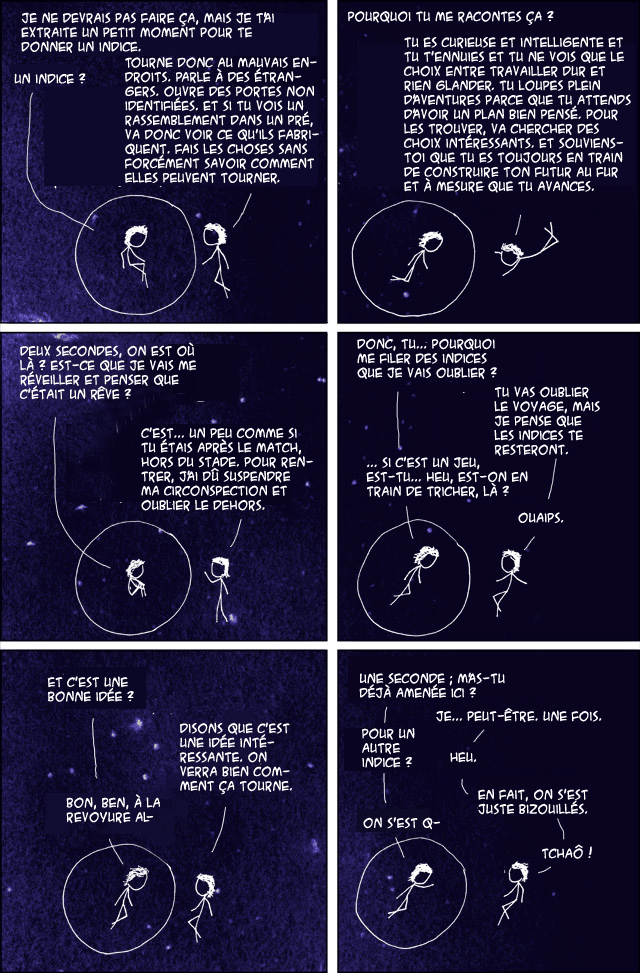 JE NE DEVRAIS PAS FAIRE ÇA, MAIS JE T'AI
EXTRAITE UN PETIT MOMENT POUR TE
DONNER UN INDICE.
UN INDICE ?
TOURNE DONC AU MAUVAIS EN-
DROITS. PARLE À DES ÉTRAN-
GERS. OUVRE DES PORTES NON
IDENTIFIÉES. ET SI TU VOIS UN
RASSEMBLEMENT DANS UN PRÉ,
VA DONC VOIR CE QU'ILS FABRI-
QUENT. FAIS LES CHOSES SANS
FORCÉMENT SAVOIR COMMENT
ELLES PEUVENT TOURNER.
POURQUOI TU ME RACONTES ÇA ?
TU ES CURIEUSE ET INTELLIGENTE ET
TU T'ENNUIES ET TU NE VOIS QUE LE
CHOIX ENTRE TRAVAILLER DUR ET
RIEN GLANDER. TU LOUPES PLEIN
D'AVENTURES PARCE QUE TU ATTENDS
D'AVOIR UN PLAN BIEN PENSÉ. POUR
LES TROUVER, VA CHERCHER DES
CHOIX INTÉRESSANTS. ET SOUVIENS-
TOI QUE TU ES TOUJOURS EN TRAIN
DE CONSTRUIRE TON FUTUR AU FUR
ET À MESURE QUE TU AVANCES.
DEUX SECONDES, ON EST OÙ
LÀ ? EST-CE QUE JE VAIS ME
RÉVEILLER ET PENSER QUE
C'ÉTAIT UN RÊVE ?
C'EST... UN PEU COMME SI
TU ÉTAIS APRÈS LE MATCH,
HORS DU STADE. POUR REN-
TRER, J'AI DÛ SUSPENDRE
MA CIRCONSPECTION ET
OUBLIER LE DEHORS.
DONC, TU... POURQUOI
ME FILER DES INDICES
QUE JE VAIS OUBLIER ?
TU VAS OUBLIER
LE VOYAGE, MAIS
JE PENSE QUE
LES INDICES TE
RESTERONT.
... SI C'EST UN JEU,
EST-TU... HEU, EST-ON EN
TRAIN DE TRICHER, LÀ ?
OUAIPS.
ET C'EST UNE
BONNE IDÉE ?
DISONS QUE C'EST
UNE IDÉE INTÉ-
RESSANTE. ON
VERRA BIEN COM-
MENT ÇA TOURNE.
BON, BEN, À LA
REVOYURE AL-
UNE SECONDE ; M'AS-TU
DÉJÀ AMENÉE ICI ?
JE... PEUT-ÊTRE. UNE FOIS.
POUR UN
AUTRE
INDICE ?
HEU.
EN FAIT, ON S'EST
JUSTE BIZOUILLÉS.
ON S'EST Q-
TCHAÔ !